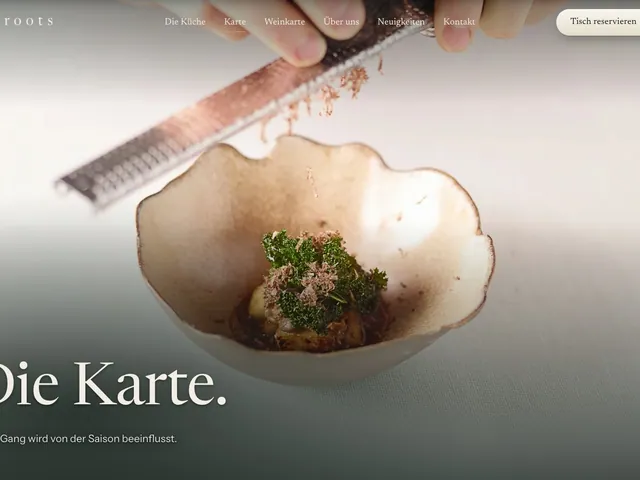 roots
Die Küche Karte Weinkarte Über uns Neuigkeiten Kontakt Tisch reservieren
Die Karte.
Gang wird von der Saison beeinflusst.